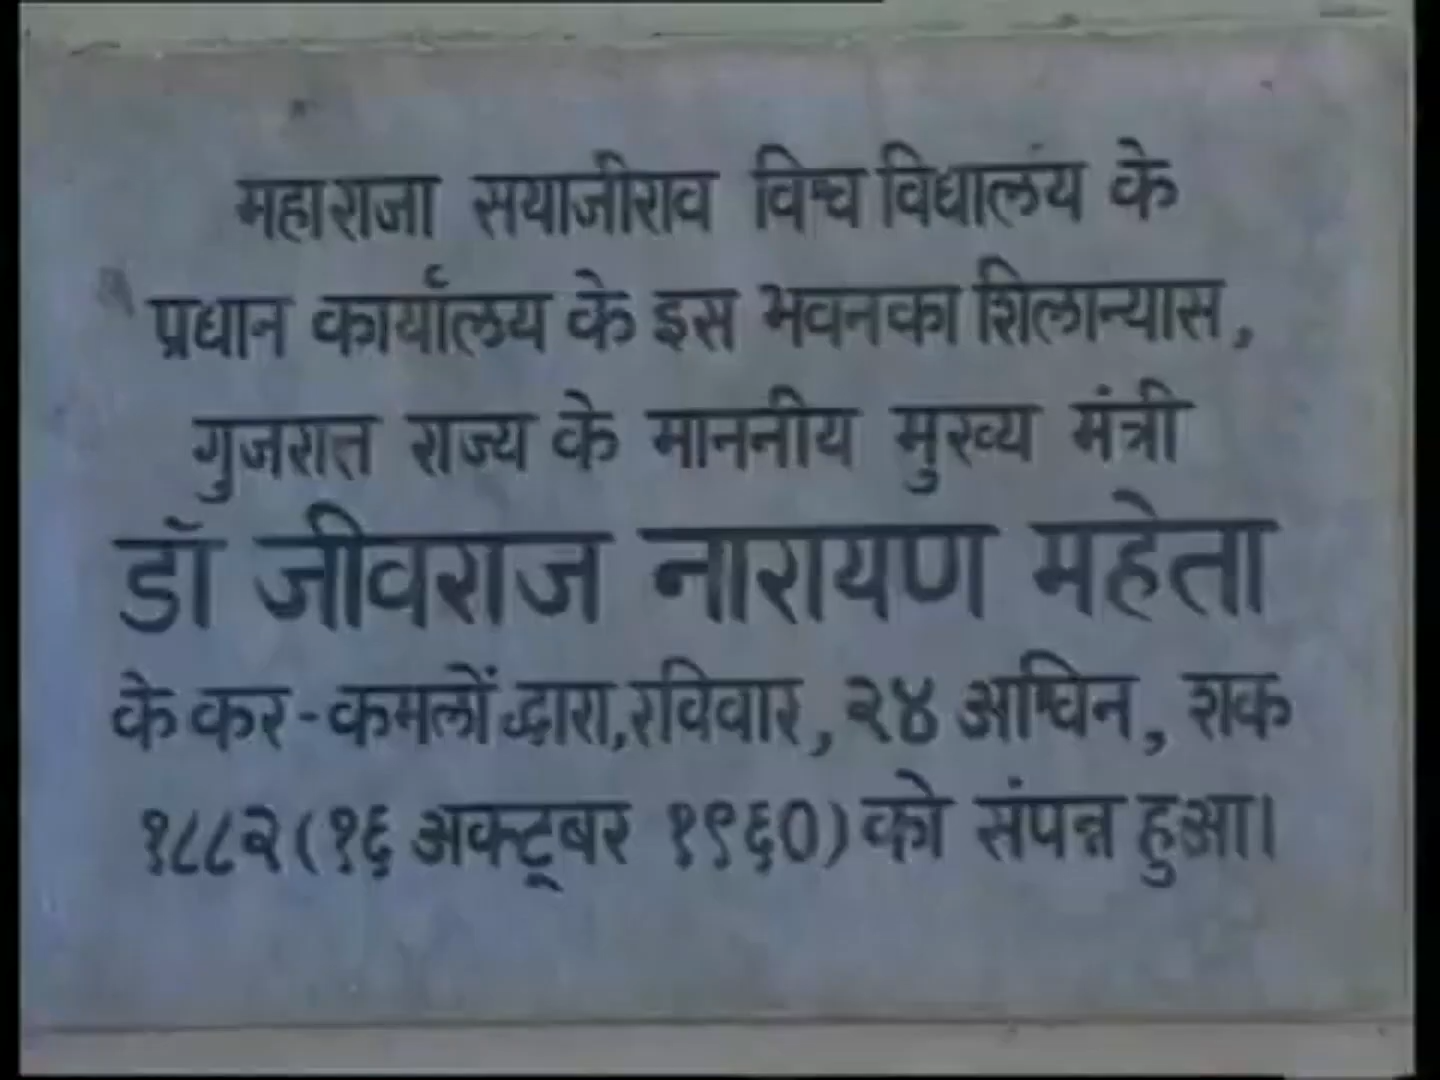 महाराजा सयाजीराव विश्व विद्यालय के
प्रधान कार्यालय के इस भवनका शिलान्यास,
गुजरात राज्य के माननीय मुख्य मंत्री
डॉ जीवराज नारायण महेता
के कर-कमलों द्वारा, रविवार, २४ अश्विन, शक
१८८२ (१६ अक्टूबर १९६०) को संपन्न हुआ।